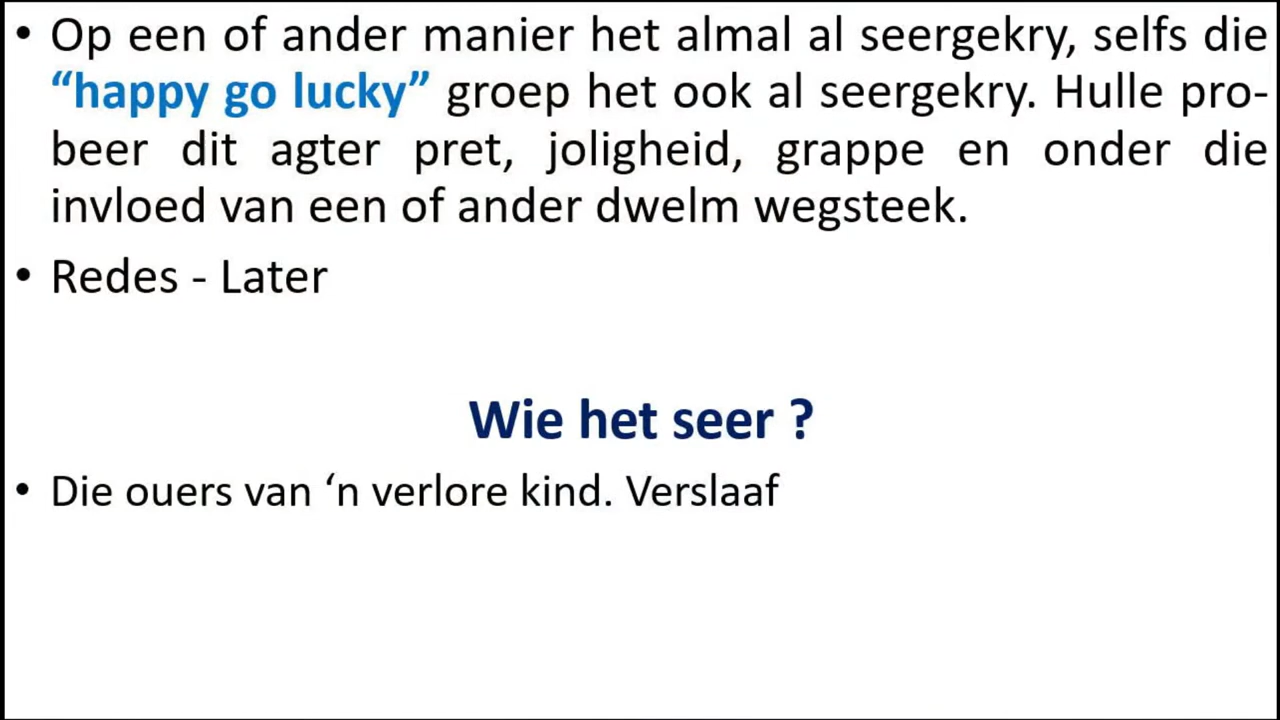 • Op een of ander manier het almal al seergekry, selfs die
“happy go lucky” groep het ook al seergekry. Hulle pro-
beer dit agter pret, joligheid, grappe en onder die
invloed van een of ander dwelm wegsteek.
• Redes - Later
Wie het seer ?
• Die ouers van ‘n verlore kind. Verslaaf